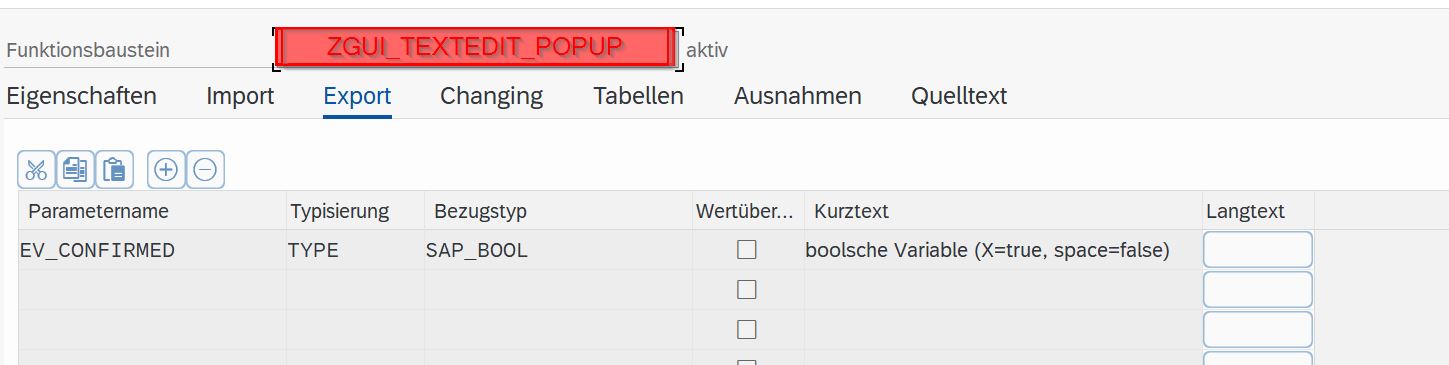 Funktionsbaustein ZGUI_TEXTEDIT_POPUP aktiv
Eigenschaften Import Export Changing Tabellen Ausnahmen Quelltext
Parametername Typisierung Bezugstyp Wertüber... Kurztext Langtext
EV_CONFIRMED TYPE SAP_BOOL boolsche Variable (X=true, space=false)